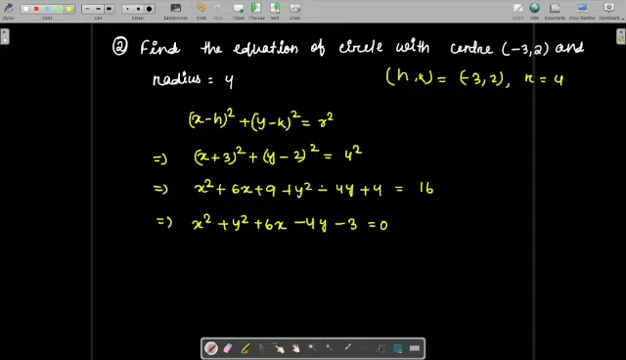 ② Find the equation of circle with centre (-3,2) and
radius = 4
(h,k) = (-3,2), r = 4
(x-h)² + (y-k)² = r²
=) (x+3)² + (y-2)² = 4²
=) x² + 6x + 9 + y² - 4y + 4 = 16
=) x² + y² + 6x - 4y - 3 = 0